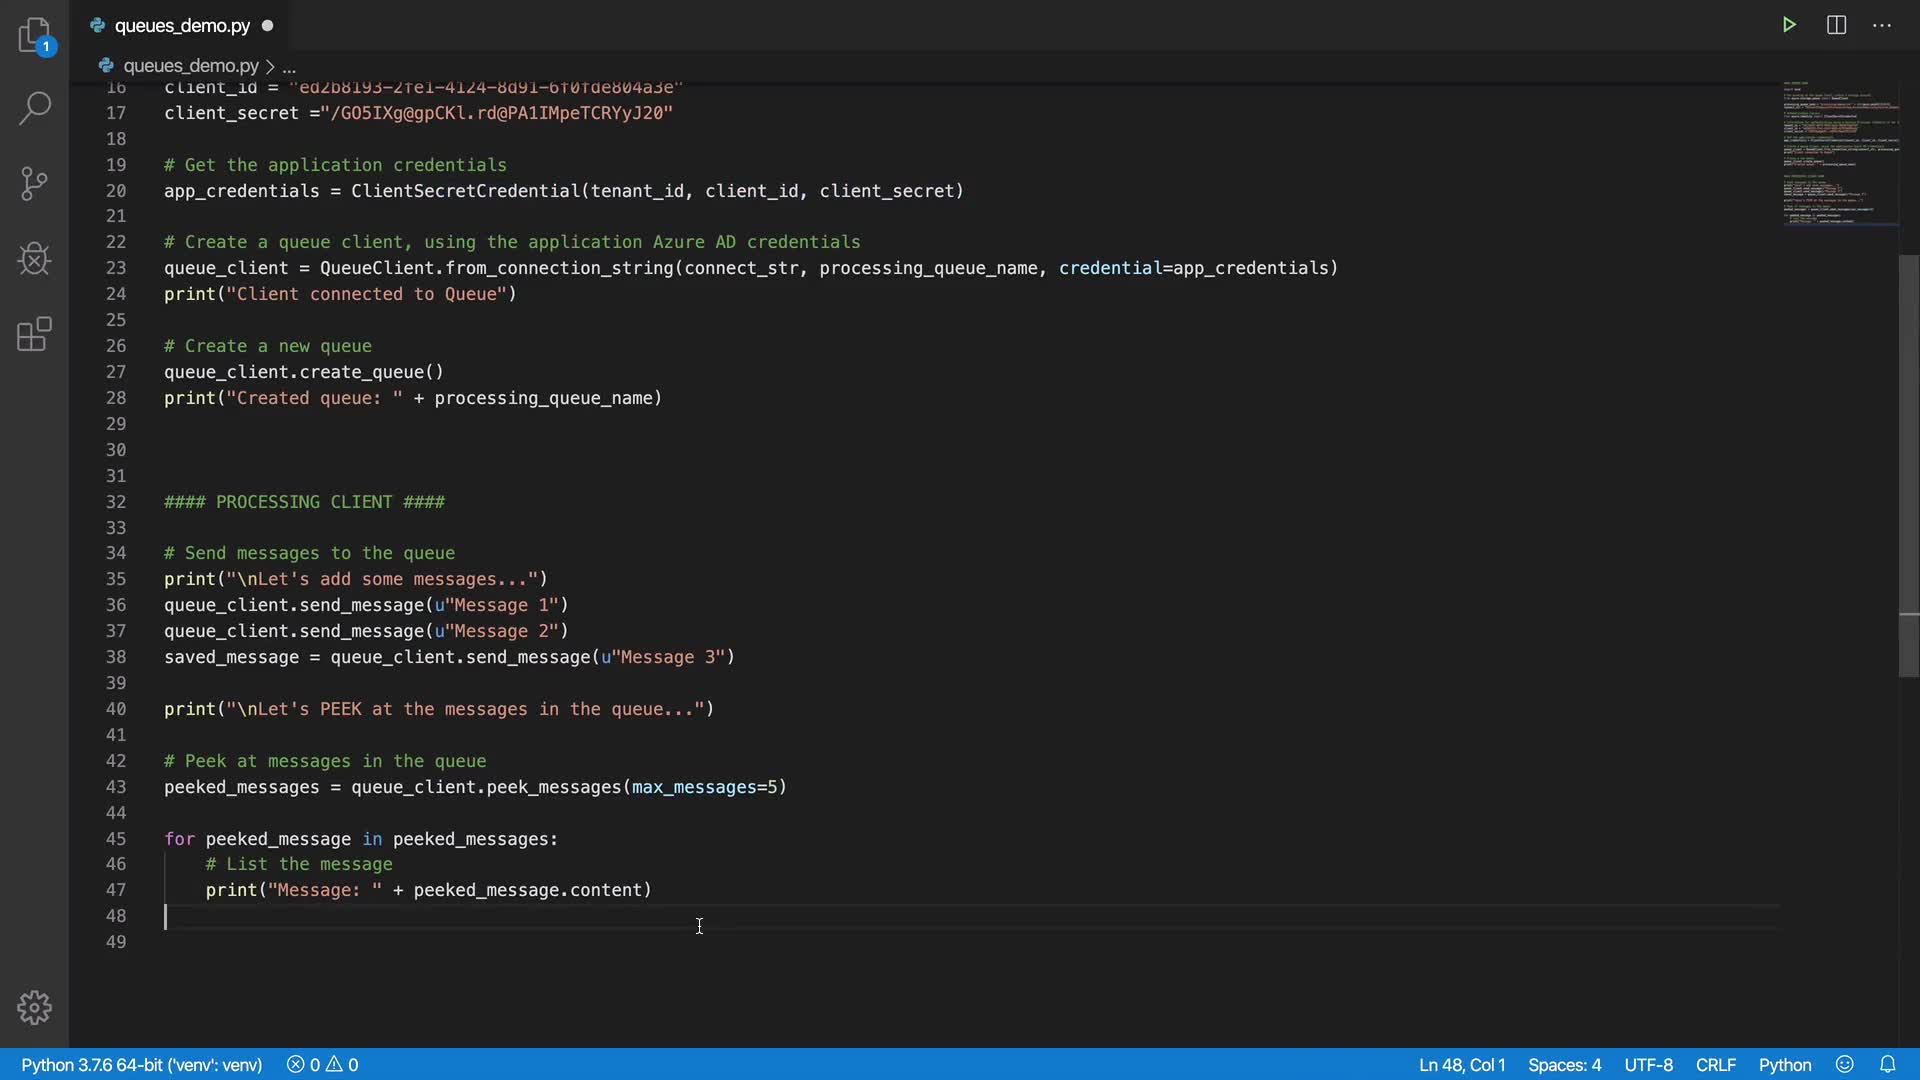 queues_demo.py
1
queues_demo.py > ...
16 client_id = "ed2b8193-2fe1-4124-8d91-6f0fde804a3e"
17 client_secret ="/GO5IXg@gpCKl.rd@PA1IMpeTCRYyJ20"
18
19 # Get the application credentials
20 app_credentials = ClientSecretCredential(tenant_id, client_id, client_secret)
21
22 # Create a queue client, using the application Azure AD credentials
23 queue_client = QueueClient.from_connection_string(connect_str, processing_queue_name, credential=app_credentials)
24 print("Client connected to Queue")
25
26 # Create a new queue
27 queue_client.create_queue()
28 print("Created queue: " + processing_queue_name)
29
30
31
32 #### PROCESSING CLIENT ####
33
34 # Send messages to the queue
35 print("\nLet's add some messages...")
36 queue_client.send_message(u"Message 1")
37 queue_client.send_message(u"Message 2")
38 saved_message = queue_client.send_message(u"Message 3")
39
40 print("\nLet's PEEK at the messages in the queue...")
41
42 # Peek at messages in the queue
43 peeked_messages = queue_client.peek_messages(max_messages=5)
44
45 for peeked_message in peeked_messages:
46     # List the message
47     print("Message: " + peeked_message.content)
48
49
Python 3.7.6 64-bit ('venv': venv) 0 0 Ln 48, Col 1 Spaces: 4 UTF-8 CRLF Python